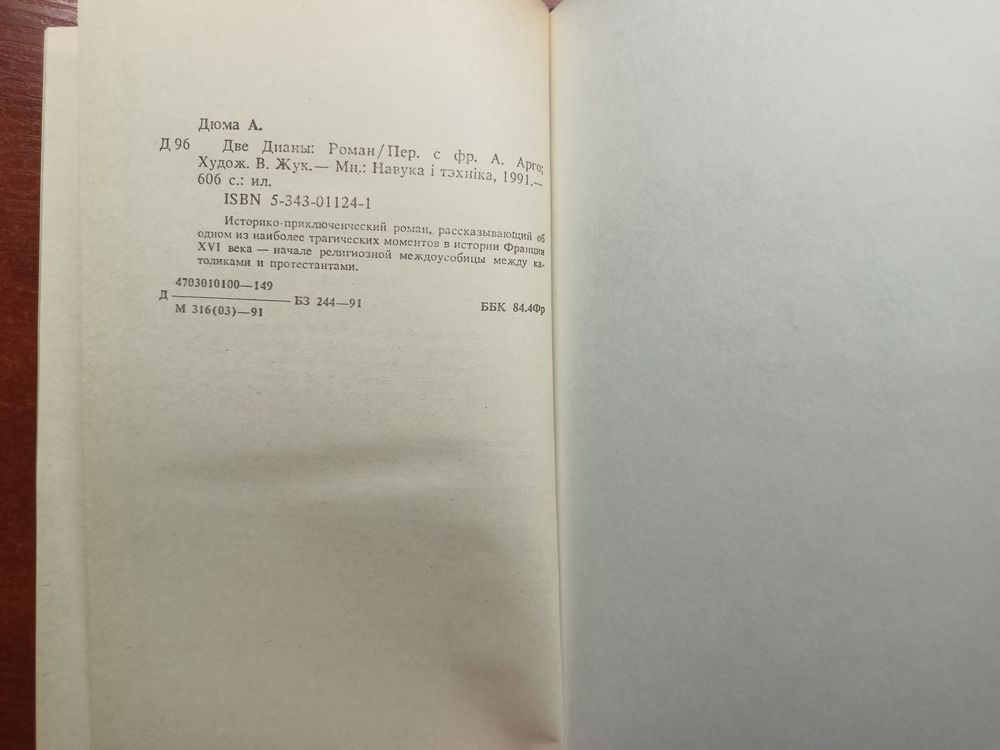 Дюма А.
Д 96 Две Дианы: Роман/Пер. с фр. А. Арго;
Худож. В. Жук.— Мн.: Навука і тэхніка, 1991.—
606 с.: ил.
ISBN 5-343-01124-1
Историко-приключенческий роман, рассказывающий об
одном из наиболее трагических моментов в истории Франции
XVI века — начале религиозной междоусобицы между ка-
толиками и протестантами.
4703010100—149
Д ——— БЗ 244—91
М 316(03)—91
ББК 84.4Фр